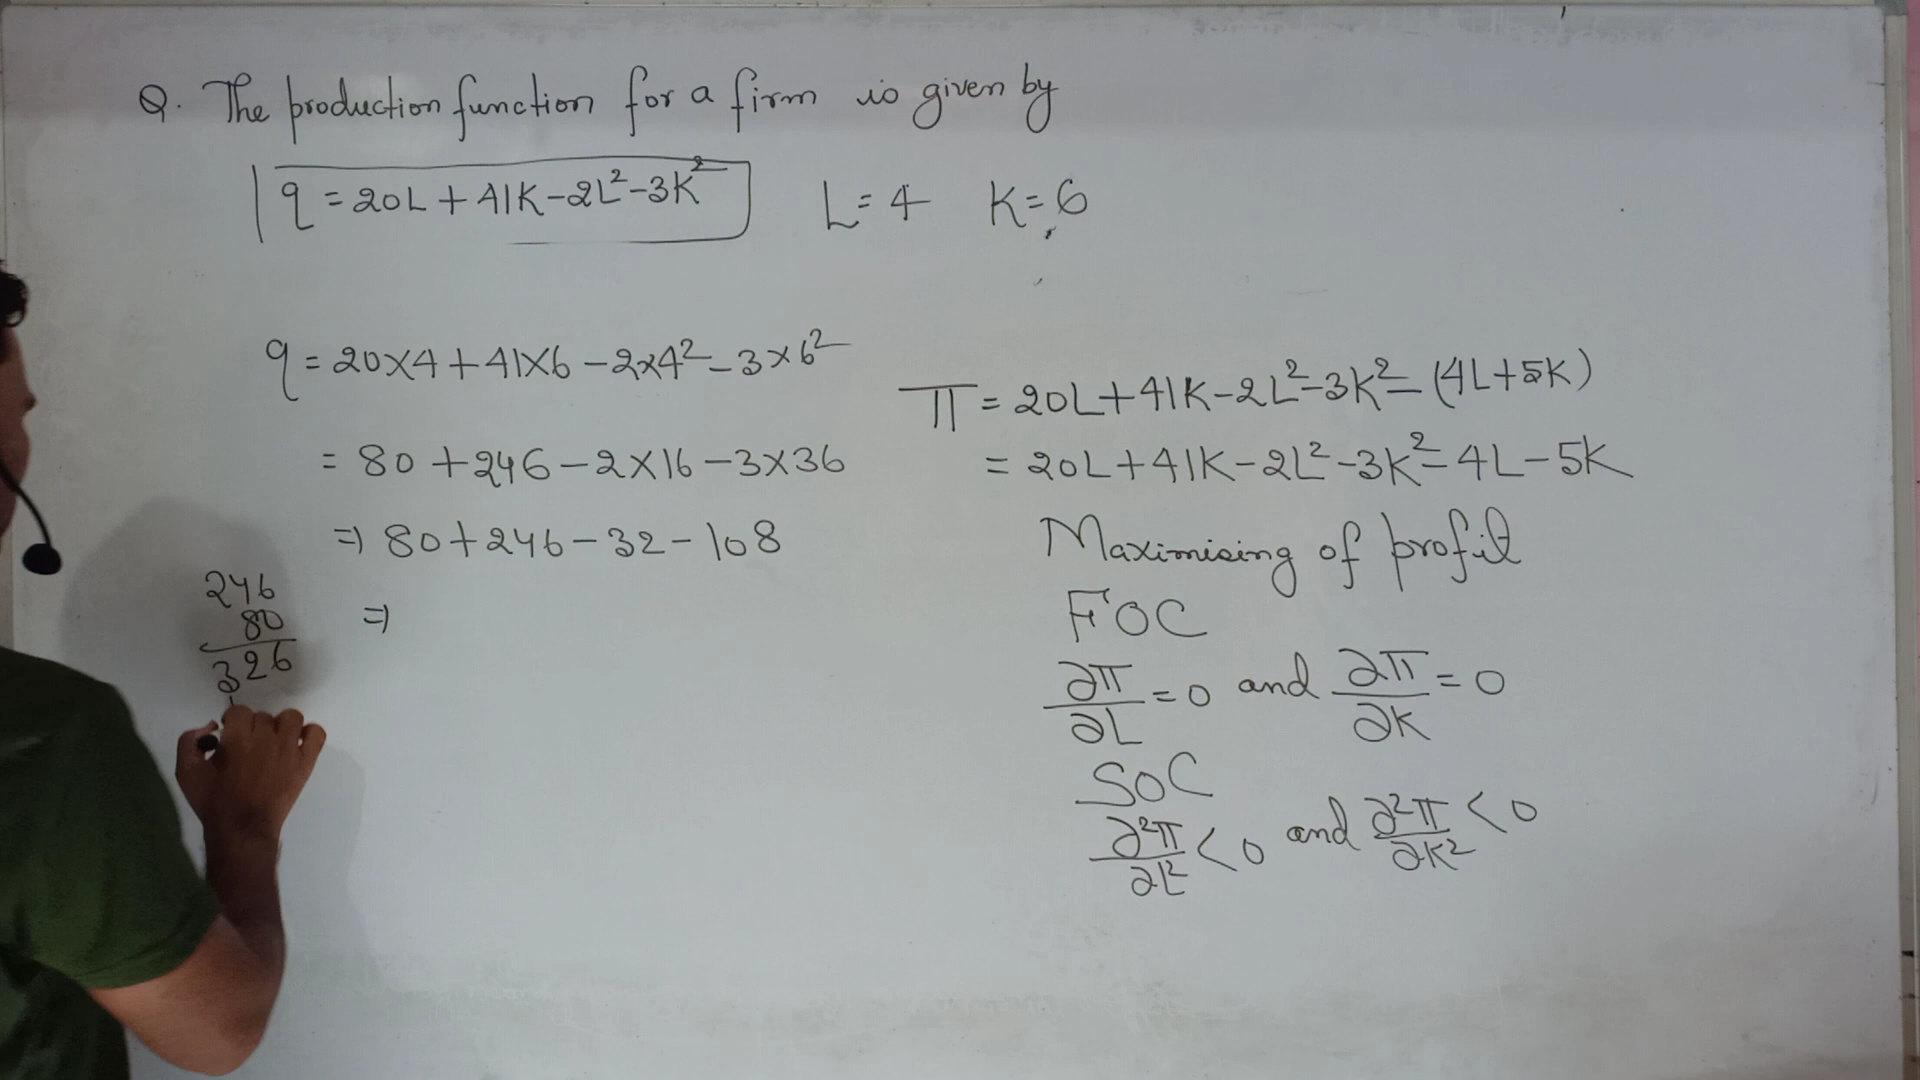 Q. The production function for a firm is given by
q = 20L + 41K - 2L² - 3K² L = 4 K = 6
q = 20×4 + 41×6 - 2×4² - 3×6²
= 80 + 246 - 2×16 - 3×36
⇒ 80 + 246 - 32 - 108
⇒
246
80
326
π = 20L + 41K - 2L² - 3K² - (4L + 5K)
= 20L + 41K - 2L² - 3K² - 4L - 5K
Maximising of profit
FOC
∂π/∂L = 0 and ∂π/∂K = 0
SOC
∂²π/∂L² < 0 and ∂²π/∂K² < 0